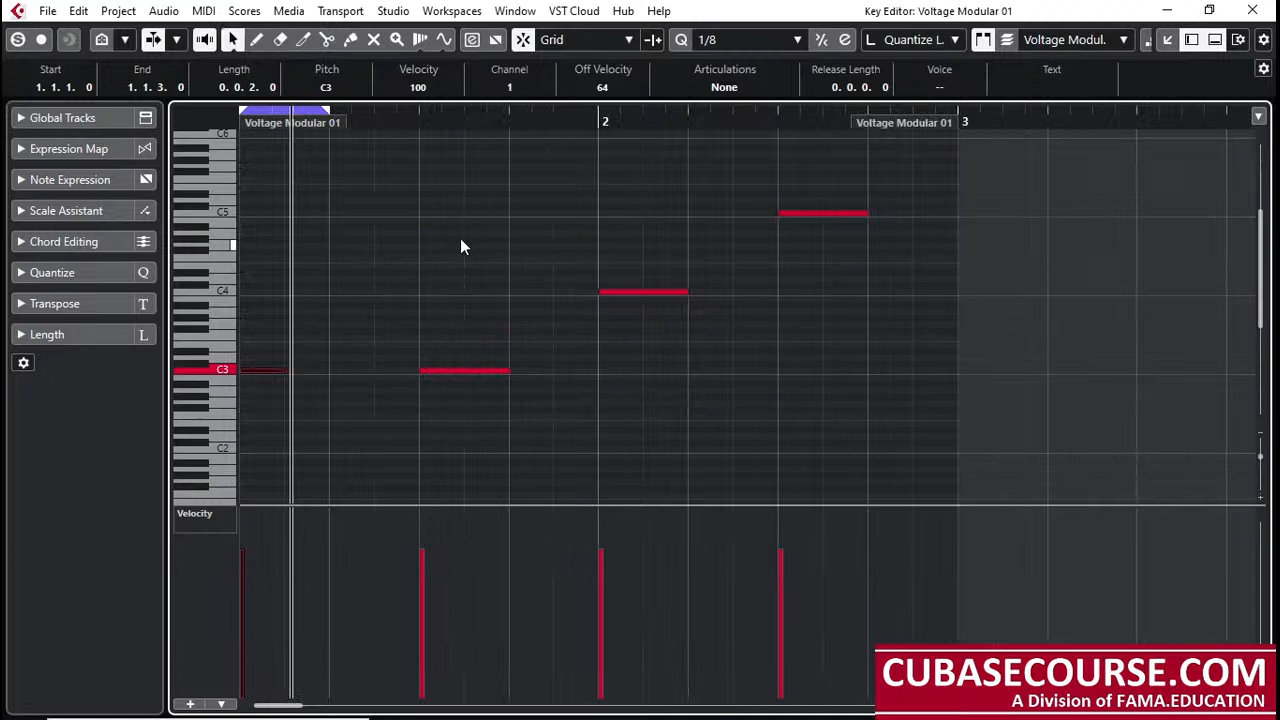 File Edit Project Audio MIDI Scores Media Transport Studio Workspaces Window VST Cloud Hub Help Key Editor: Voltage Modular 01
Grid Q 1/8 L Quantize L. Voltage Modul.
Start End Length Pitch Velocity Channel Off Velocity Articulations Release Length Voice Text
1. 1. 1. 0 1. 1. 3. 0 0. 0. 2. 0 C3 100 1 64 None 0. 0. 0. 0 --
Global Tracks
Expression Map
Note Expression
Scale Assistant
Chord Editing
Quantize Q
Transpose T
Length L
Voltage Modular 01 2 Voltage Modular 01 3
C6
C5
C4
C3
C2
Velocity
CUBASECOURSE.COM
A Division of FAMA.EDUCATION